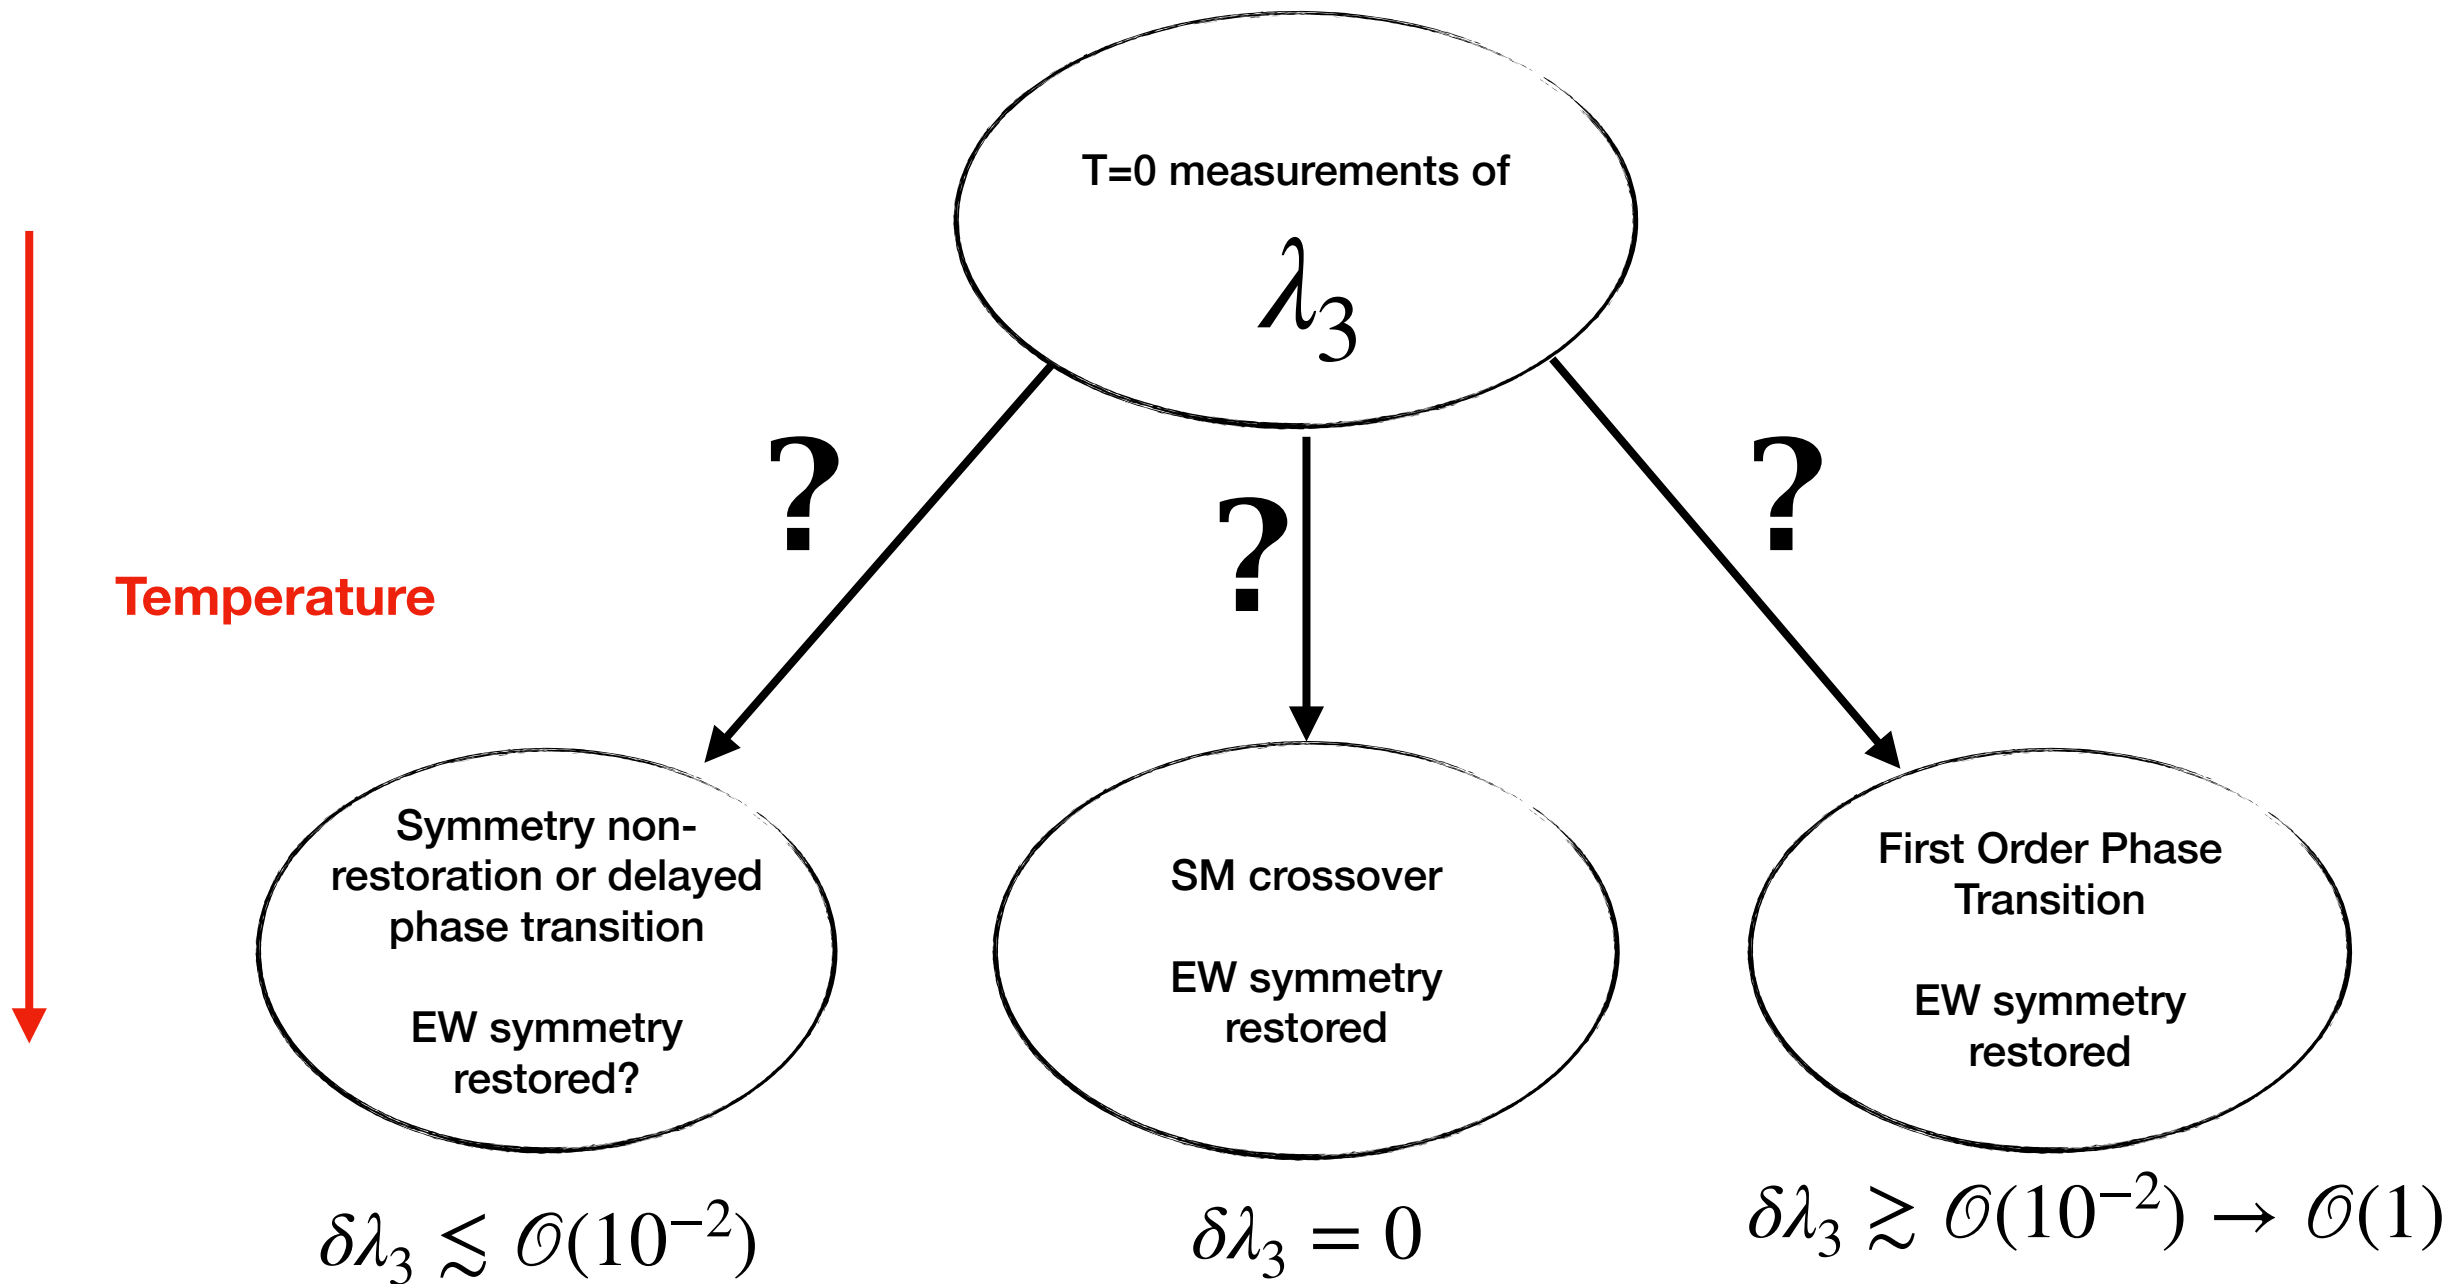 T=0 measurements of
λ₃
?
?
?
Temperature
Symmetry non-
restoration or delayed
phase transition
EW symmetry
restored?
SM crossover
EW symmetry
restored
First Order Phase
Transition
EW symmetry
restored
δλ₃ ≲ 𝒪(10⁻²)
δλ₃ = 0
δλ₃ ≳ 𝒪(10⁻²) → 𝒪(1)